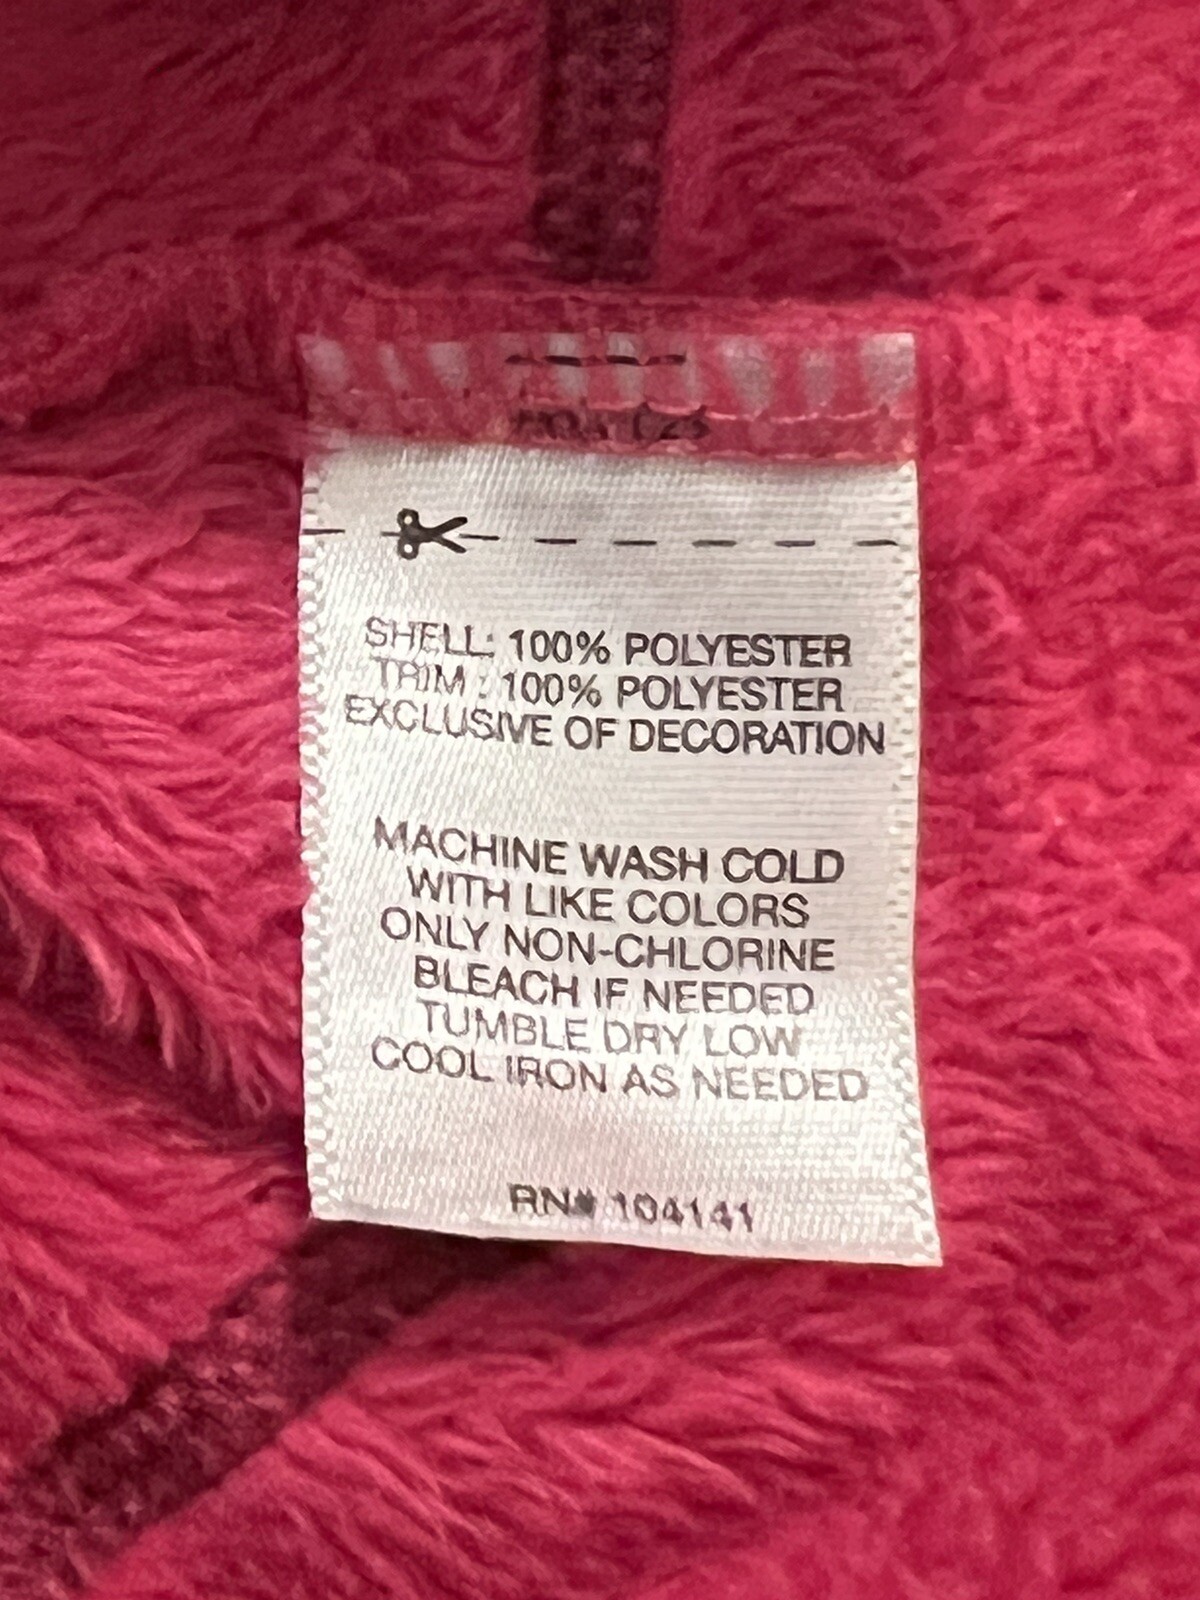 SHELL: 100% POLYESTER
TRIM : 100% POLYESTER
EXCLUSIVE OF DECORATION
MACHINE WASH COLD
WITH LIKE COLORS
ONLY NON-CHLORINE
BLEACH IF NEEDED
TUMBLE DRY LOW
COOL IRON AS NEEDED
RN# 104141